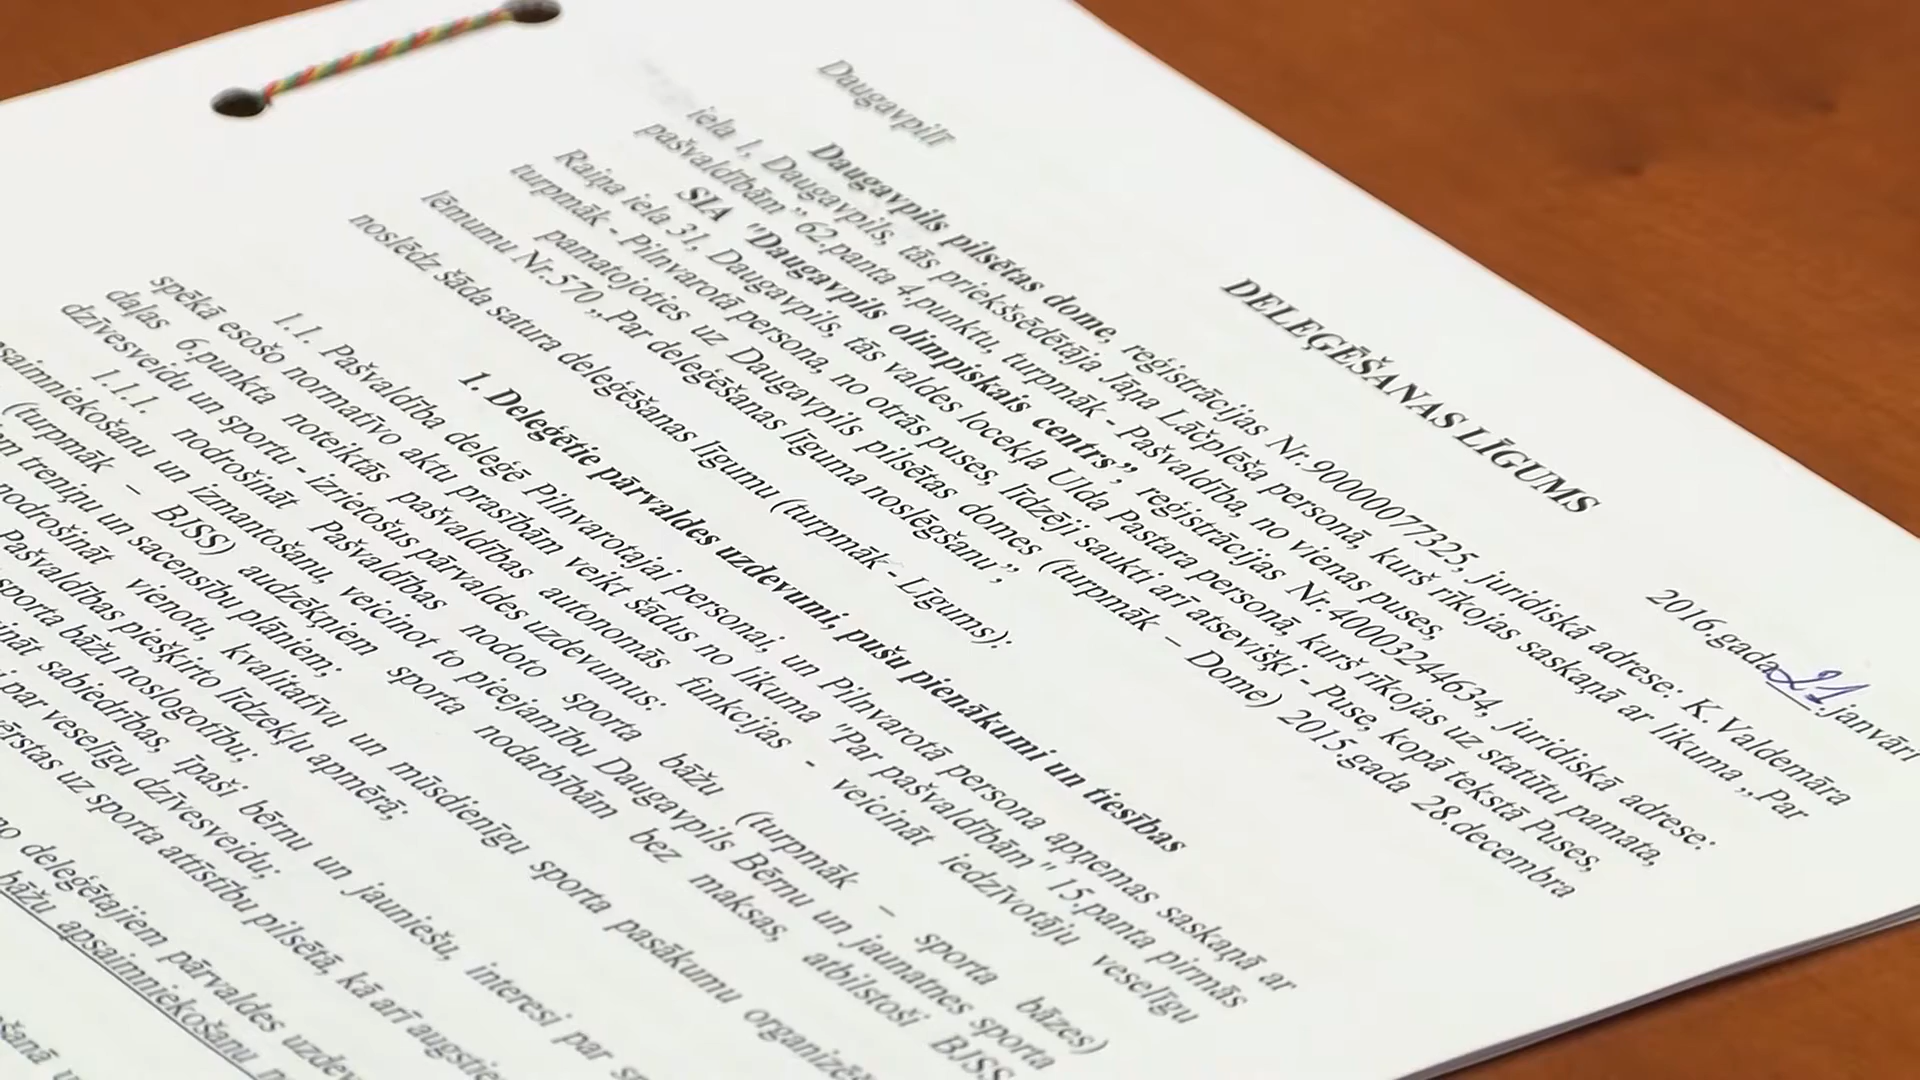 DELEĢĒŠANAS LĪGUMS
Daugavpilī 2016.gada 21.janvārī
Daugavpils pilsētas dome, reģistrācijas Nr.90000077325, juridiskā adrese: K.Valdemāra
iela 1, Daugavpils, tās priekšsēdētāja Jāņa Lāčplēša personā, kurš rīkojas saskaņā ar likuma „Par
pašvaldībām” 62.panta 4.punktu, turpmāk - Pašvaldība, no vienas puses,
SIA "Daugavpils olimpiskais centrs”, reģistrācijas Nr.40003244634, juridiskā adrese:
Raiņa iela 31, Daugavpils, tās valdes locekļa Ulda Pastara personā, kurš rīkojas uz statūtu pamata,
turpmāk - Pilnvarotā persona, no otrās puses, līdzēji saukti arī atsevišķi - Puse, kopā tekstā Puses,
pamatojoties uz Daugavpils pilsētas domes (turpmāk – Dome) 2015.gada 28.decembra
lēmumu Nr.570 „Par deleģēšanas līguma noslēgšanu”,
noslēdz šāda satura deleģēšanas līgumu (turpmāk - Līgums):
1. Deleģētie pārvaldes uzdevumi, pušu pienākumi un tiesības
1.1. Pašvaldība deleģē Pilnvarotajai personai, un Pilnvarotā persona apņemas saskaņā ar
spēkā esošo normatīvo aktu prasībām veikt šādus no likuma "Par pašvaldībām" 15.panta pirmās
daļas 6.punkta noteiktās pašvaldības autonomās funkcijas - veicināt iedzīvotāju veselīgu
dzīvesveidu un sportu - izrietošus pārvaldes uzdevumus:
1.1.1. nodrošināt Pašvaldības nodoto sporta bāžu (turpmāk – sporta bāzes)
apsaimniekošanu un izmantošanu, veicinot to pieejamību Daugavpils Bērnu un jaunatnes sporta
(turpmāk – BJSS) audzēkņiem sporta nodarbībām bez maksas, atbilstoši BJSS
treniņu un sacensību plāniem;
nodrošināt vienotu, kvalitatīvu un mūsdienīgu sporta pasākumu
Pašvaldības piešķirto līdzekļu apmērā;
sporta bāžu noslogotību;
sabiedrības, īpaši bērnu un jauniešu, interesi par
par veselīgu dzīvesveidu;
uz sporta attīstību pilsētā, kā arī
no deleģētajiem pārvaldes
bāžu apsaimniekošanu